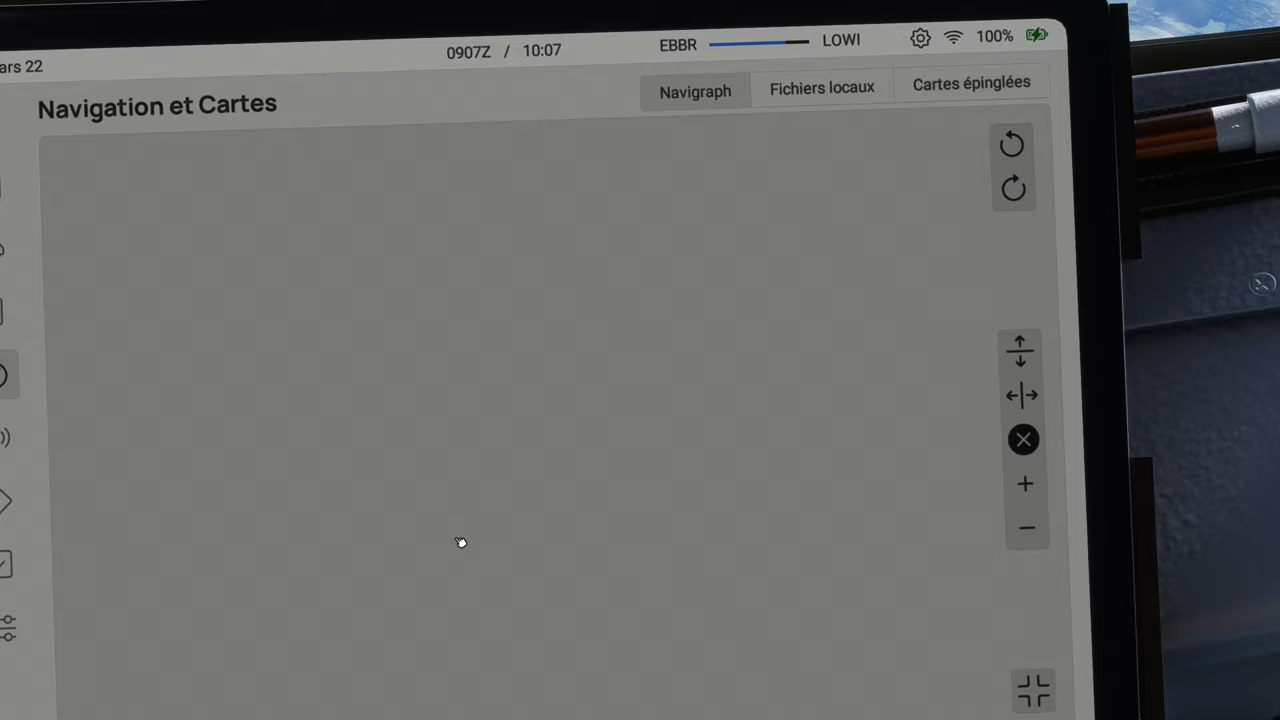 ars 22
0907Z / 10:07
EBBR
LOWI
100%
Navigation et Cartes
Navigraph
Fichiers locaux
Cartes épinglées